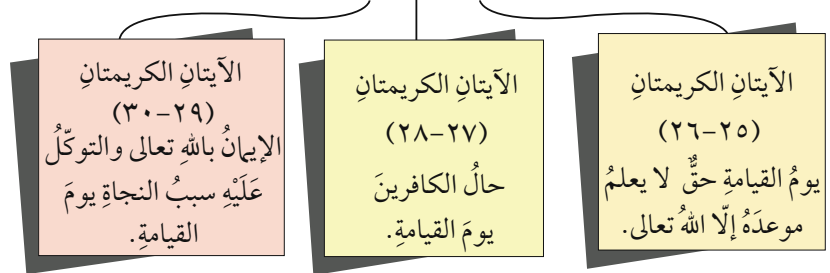 الآيتانِ الكريمتانِ
(٢٥-٢٦)
يومُ القيامةِ حقٌّ لا يعلمُ
موعدَهُ إلّا اللهُ تعالى.
الآيتانِ الكريمتانِ
(٢٧-٢٨)
حالُ الكافرينَ
يومَ القيامةِ.
الآيتانِ الكريمتانِ
(٢٩-٣٠)
الإيمانُ باللهِ تعالى والتوكّلُ
عَلَيْهِ سببُ النجاةِ يومَ
القيامةِ.